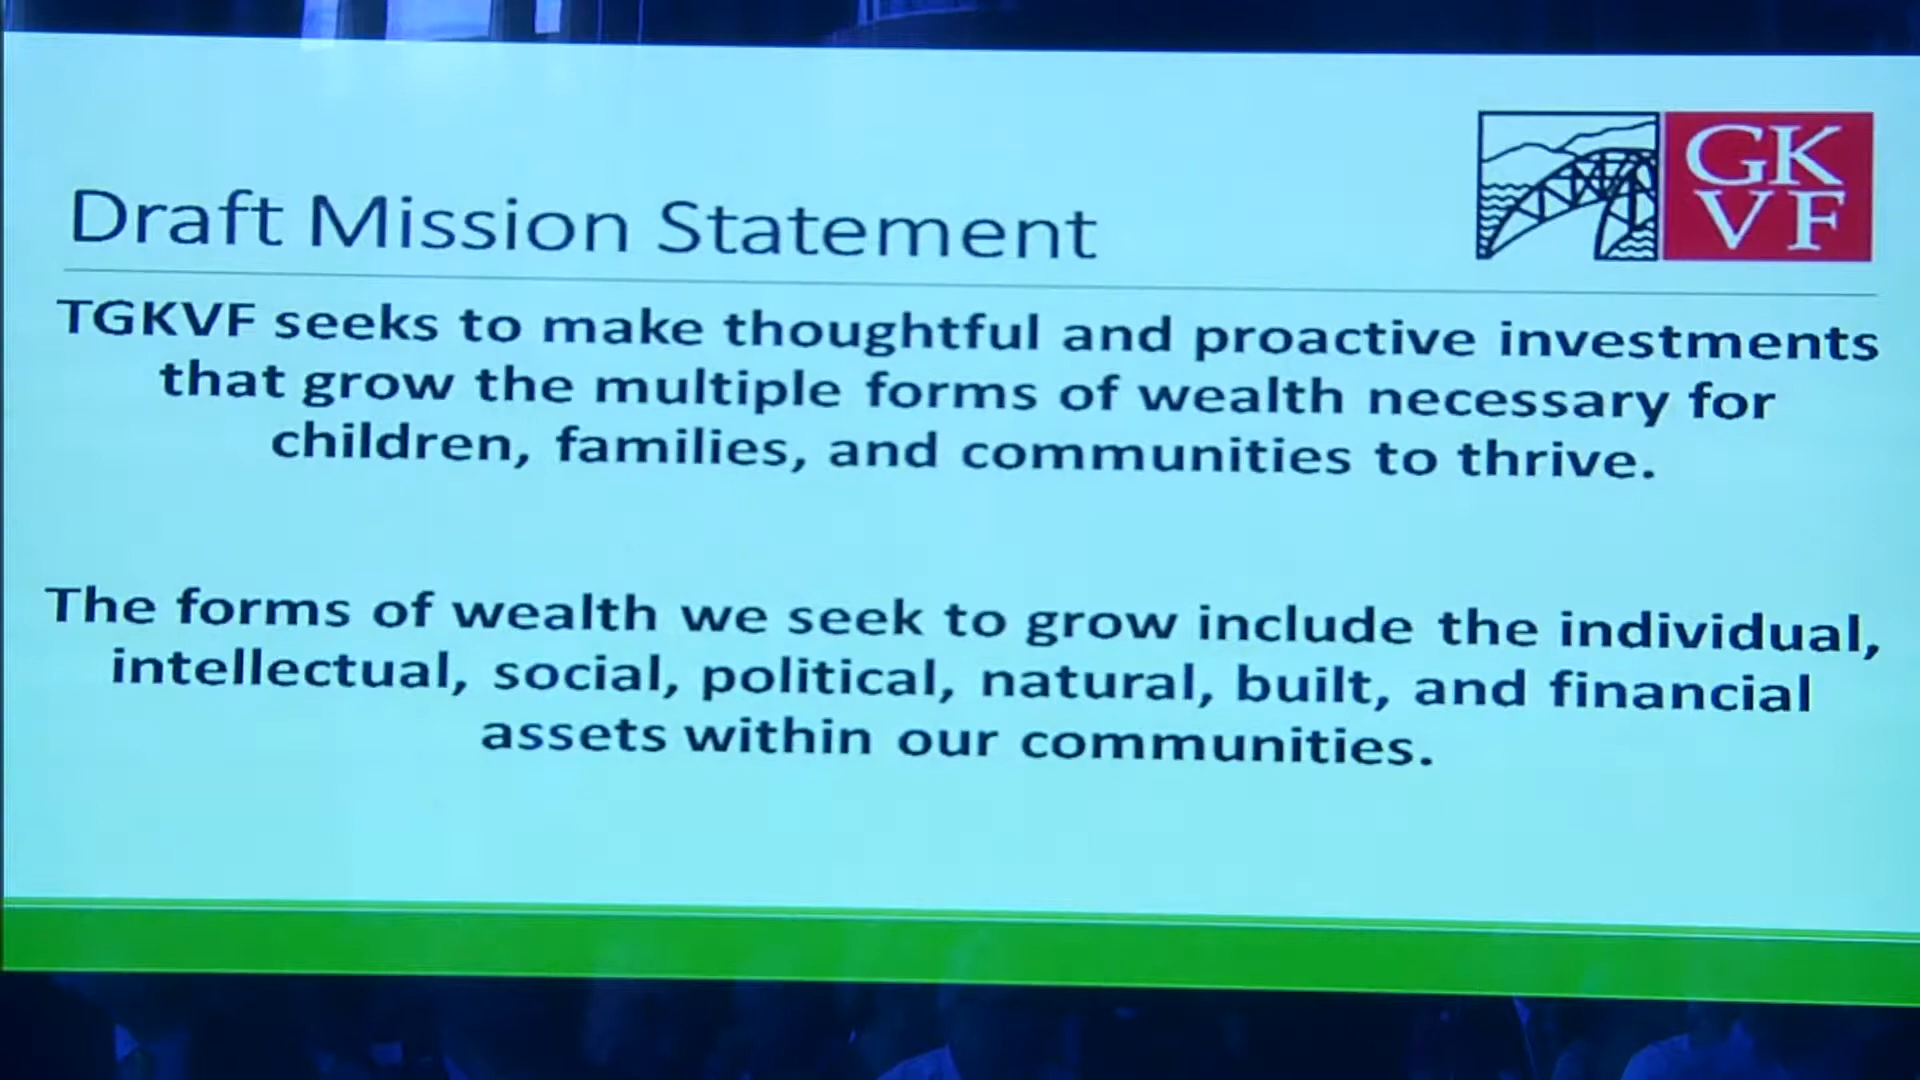 GK
VF
Draft Mission Statement
TGKVF seeks to make thoughtful and proactive investments
that grow the multiple forms of wealth necessary for
children, families, and communities to thrive.
The forms of wealth we seek to grow include the individual,
intellectual, social, political, natural, built, and financial
assets within our communities.